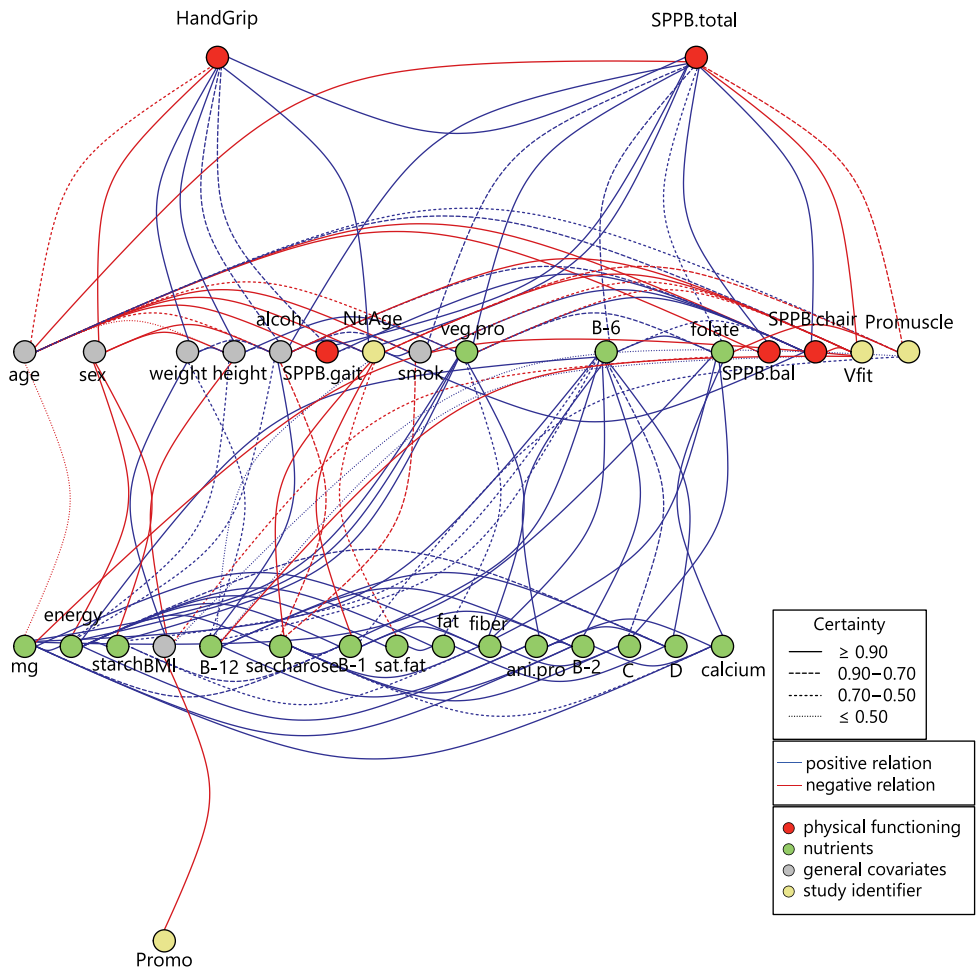 HandGrip
SPPB.total
alcoh
NuAge
veg.pro
B-6
folate
SPPB.chair
Promuscle
age
sex
weight
height
SPPB.gait
smok
SPPB.bal
Vfit
energy
fat
fiber
mg
starch
BMI
B-12
saccharose
B-1
sat.fat
ani.pro
B-2
C
D
calcium
Certainty
≥ 0.90
0.90−0.70
0.70−0.50
≤ 0.50
positive relation
negative relation
physical functioning
nutrients
general covariates
study identifier
Promo